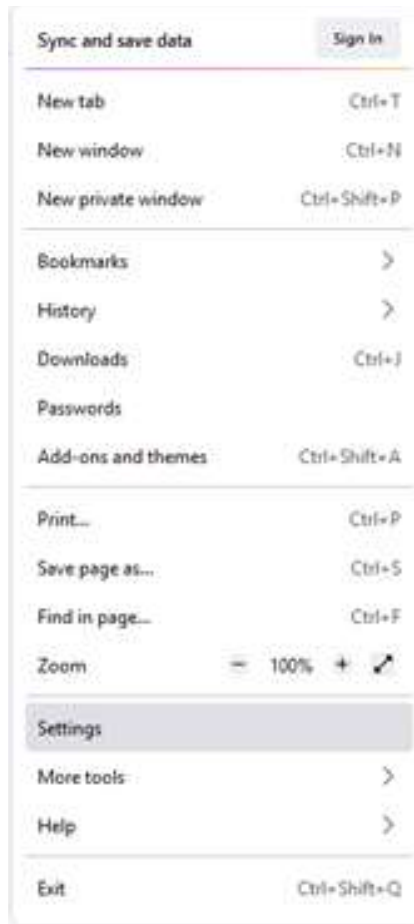 Sync and save data Sign In
New tab Ctrl+T
New window Ctrl+N
New private window Ctrl+Shift+P
Bookmarks
History
Downloads Ctrl+J
Passwords
Add-ons and themes Ctrl+Shift+A
Print... Ctrl+P
Save page as... Ctrl+S
Find in page... Ctrl+F
Zoom − 100% +
Settings
More tools
Help
Exit Ctrl+Shift+Q